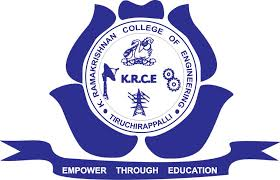 K. RAMAKRISHNAN COLLEGE OF ENGINEERING
K.R.C.E
TIRUCHIRAPPALLI
EMPOWER THROUGH EDUCATION